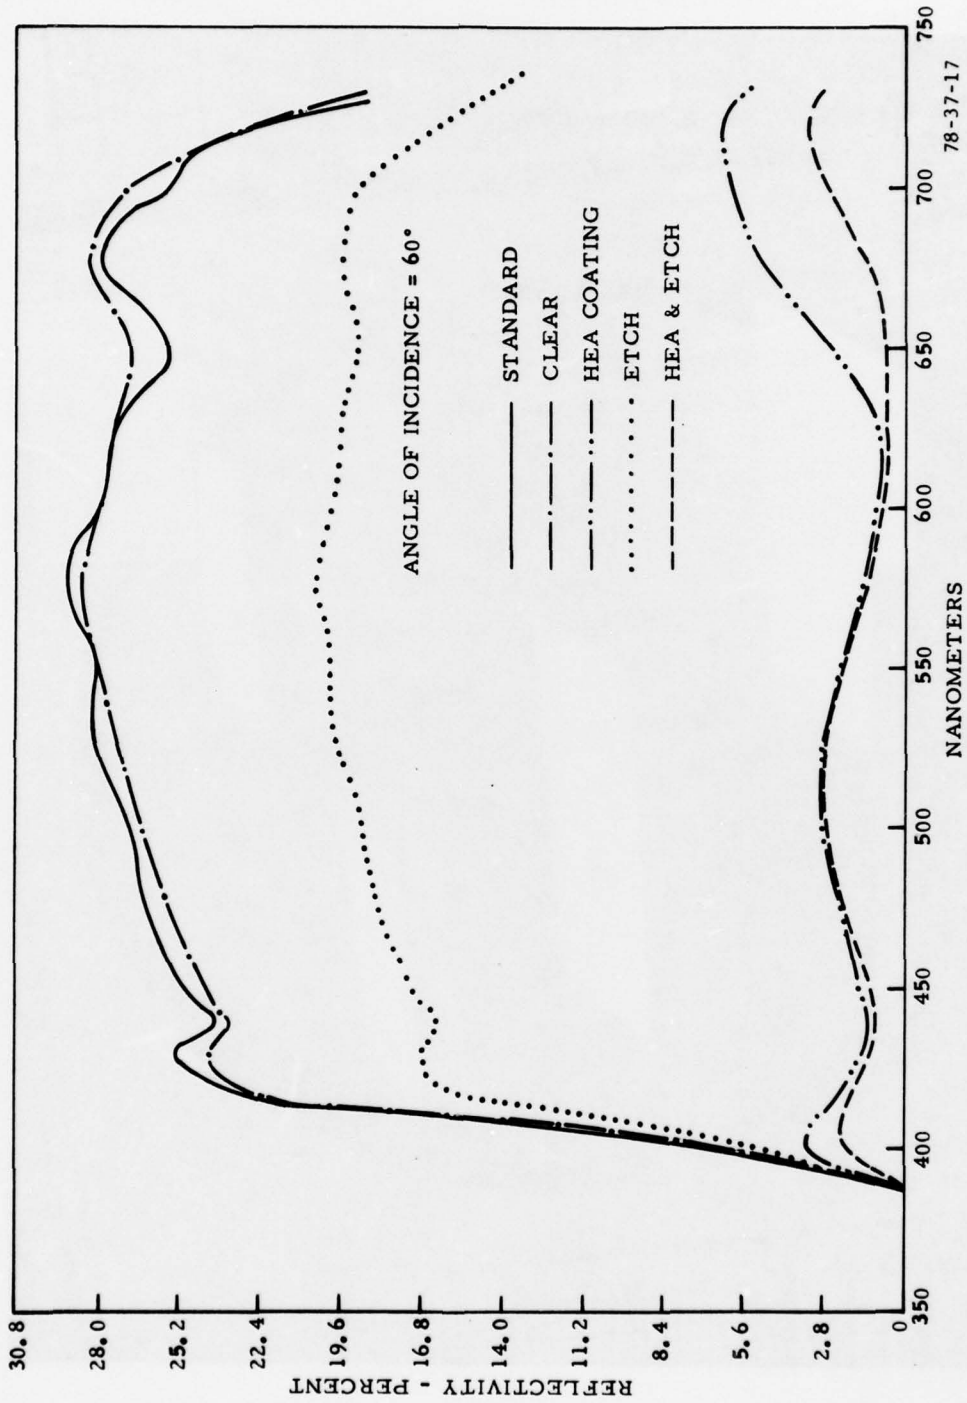 30.8
28.0
25.2
22.4
19.6
16.8
14.0
11.2
8.4
5.6
2.8
0
REFLECTIVITY - PERCENT
ANGLE OF INCIDENCE = 60°
STANDARD
CLEAR
HEA COATING
ETCH
HEA & ETCH
350
400
450
500
550
600
650
700
750
NANOMETERS
78-37-17